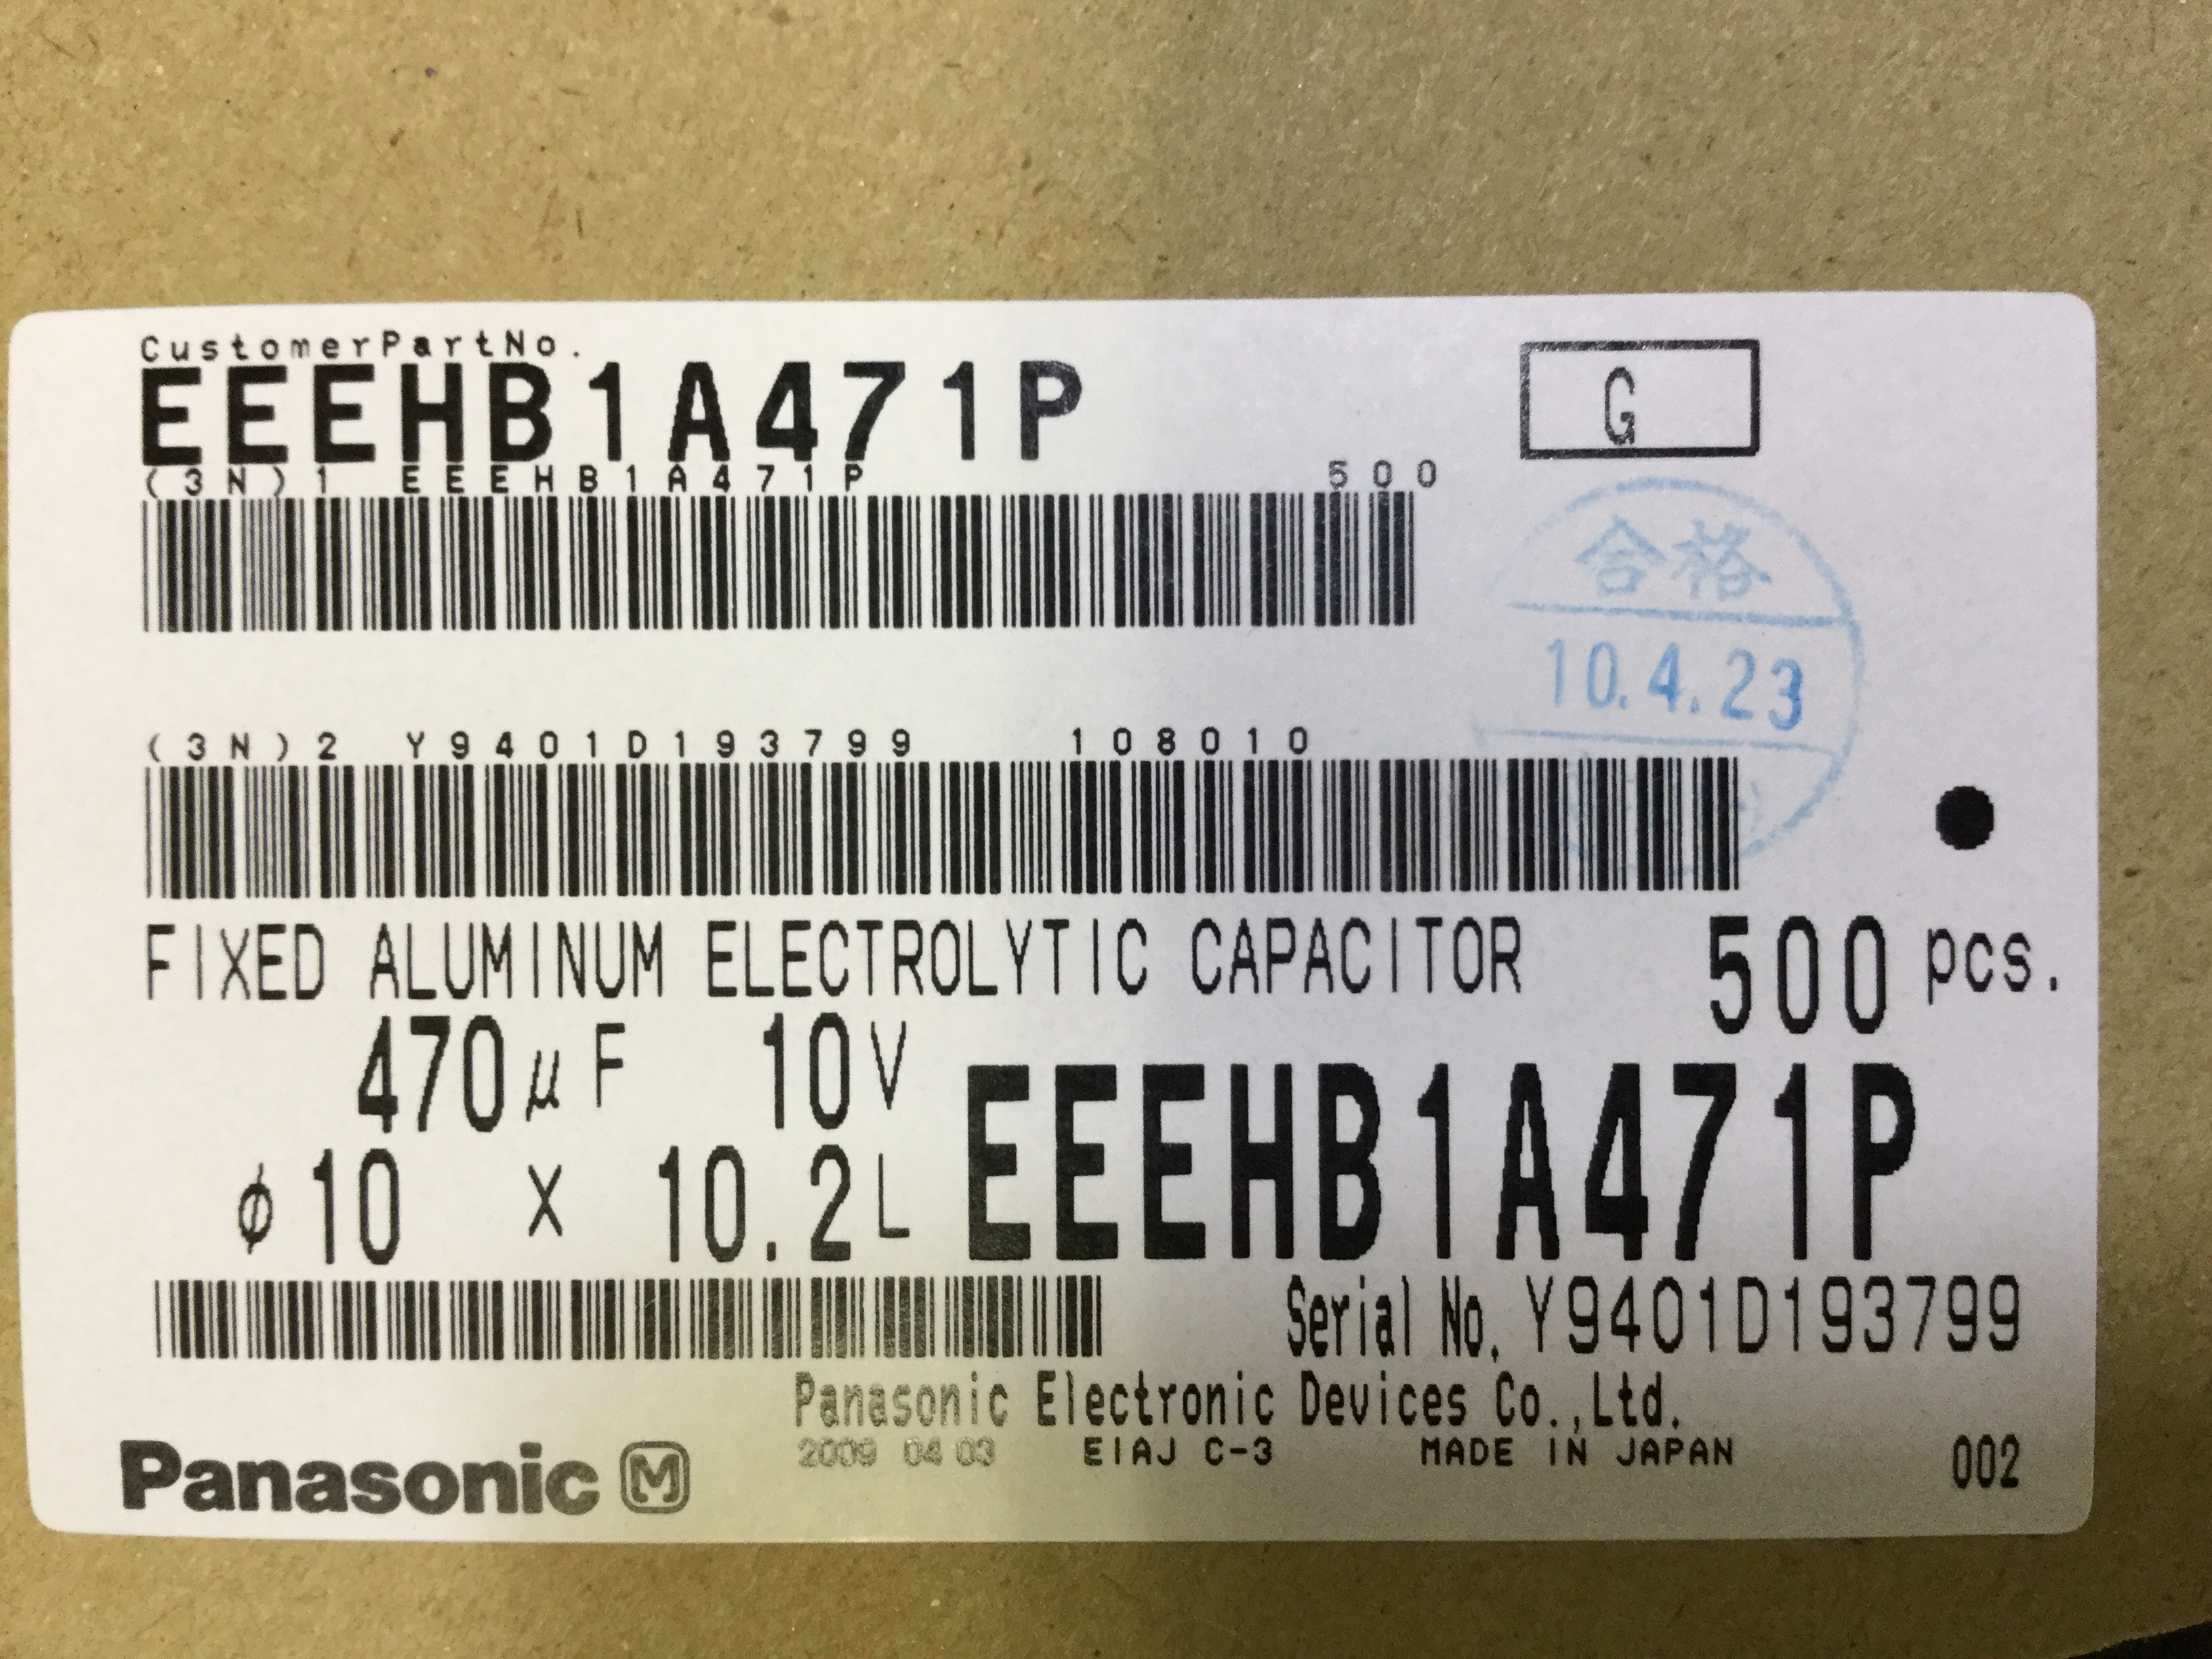 CustomerPartNo.
EEEHB1A471P
G
(3N)1 EEEHB1A471P 500
合格
10.4.23
(3N)2 Y9401D193799 108010
FIXED ALUMINUM ELECTROLYTIC CAPACITOR 500 pcs.
470μF 10V
EEEHB1A471P
φ10 X 10.2L
Serial No. Y9401D193799
Panasonic Electronic Devices Co.,Ltd.
2009 04 03 EIAJ C-3 MADE IN JAPAN 002
Panasonic M